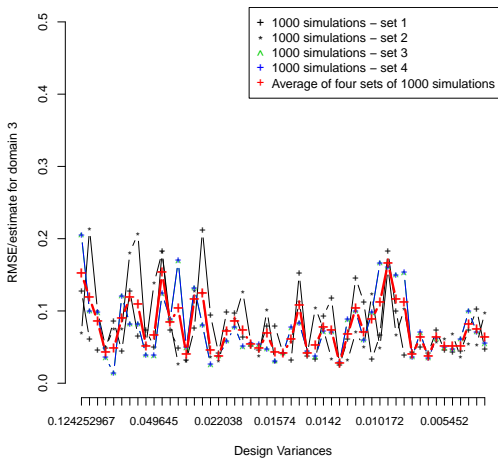 1000 simulations − set 1
1000 simulations − set 2
1000 simulations − set 3
1000 simulations − set 4
Average of four sets of 1000 simulations
RMSE/estimate for domain 3
0.5
0.4
0.3
0.2
0.1
0.0
0.124252967 0.049645 0.022038 0.01574 0.0142 0.010172 0.005452
Design Variances